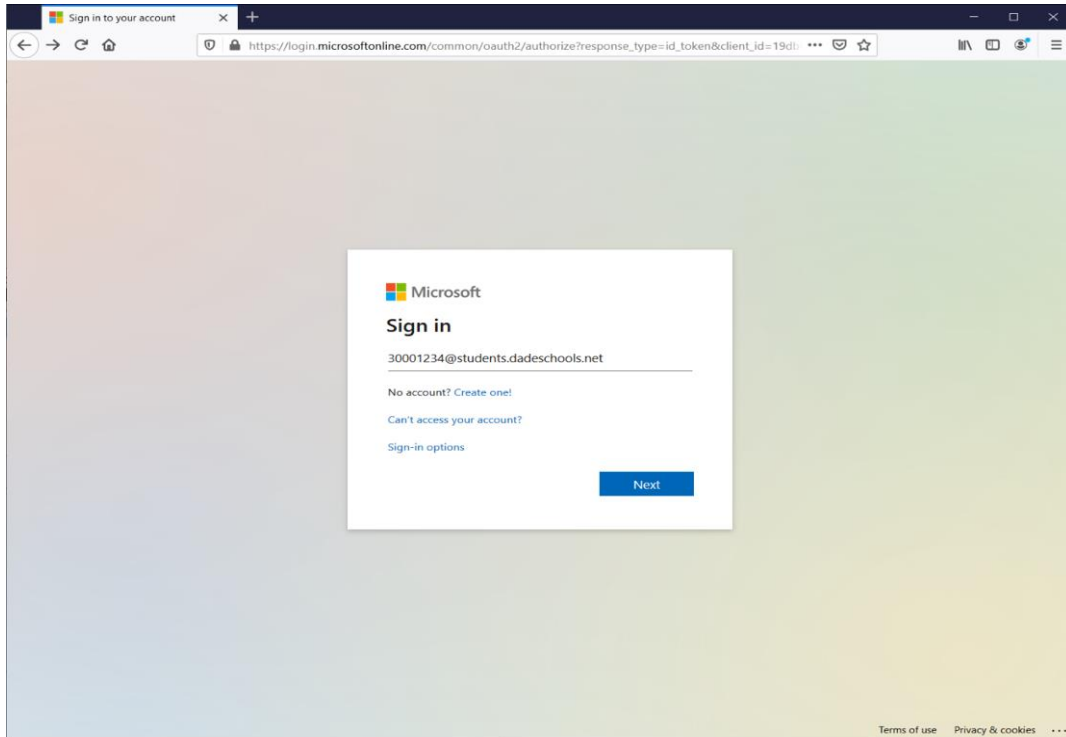 Sign in to your account
https://login.microsoftonline.com/common/oauth2/authorize?response_type=id_token&client_id=19db
Microsoft
Sign in
30001234@students.dadeschools.net
No account? Create one!
Can't access your account?
Sign-in options
Next
Terms of use Privacy & cookies ...